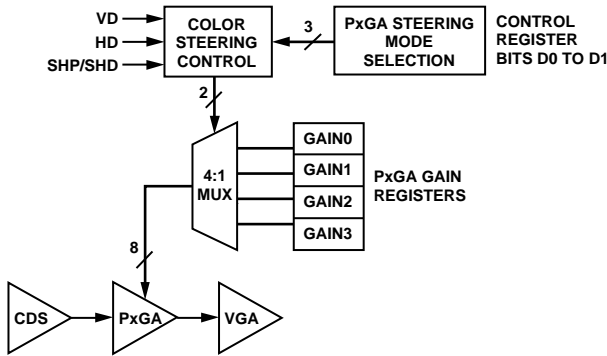 VD
HD
SHP/SHD
COLOR
STEERING
CONTROL
3
PxGA STEERING
MODE
SELECTION
CONTROL
REGISTER
BITS D0 TO D1
2
4:1
MUX
GAIN0
GAIN1
GAIN2
GAIN3
PxGA GAIN
REGISTERS
8
CDS
PxGA
VGA